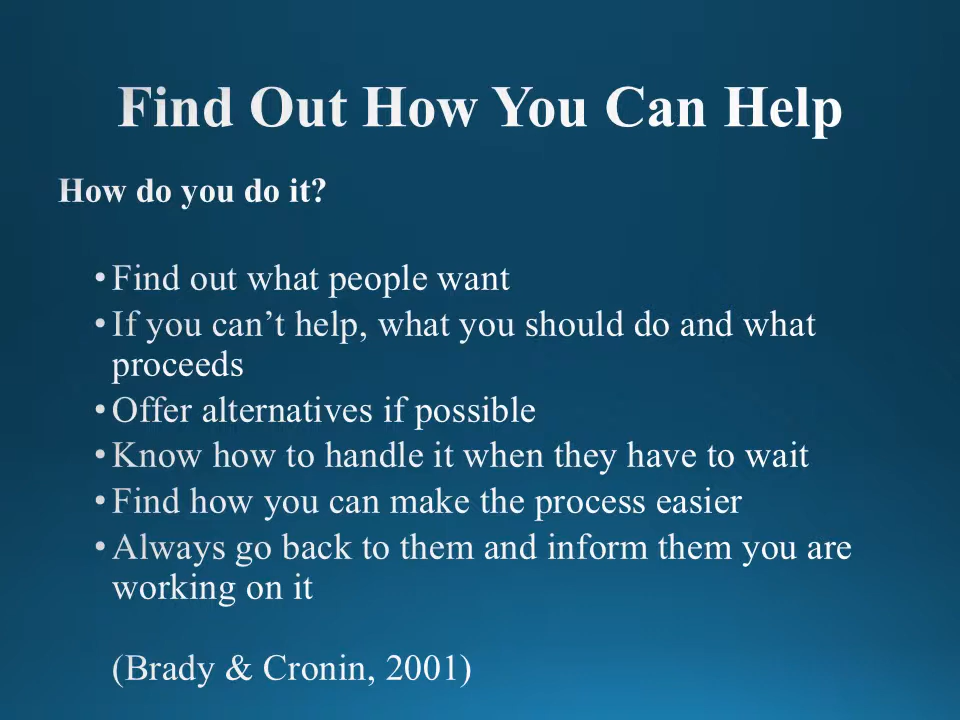 Find Out How You Can Help
How do you do it?
• Find out what people want
• If you can’t help, what you should do and what
proceeds
• Offer alternatives if possible
• Know how to handle it when they have to wait
• Find how you can make the process easier
• Always go back to them and inform them you are
working on it
(Brady & Cronin, 2001)